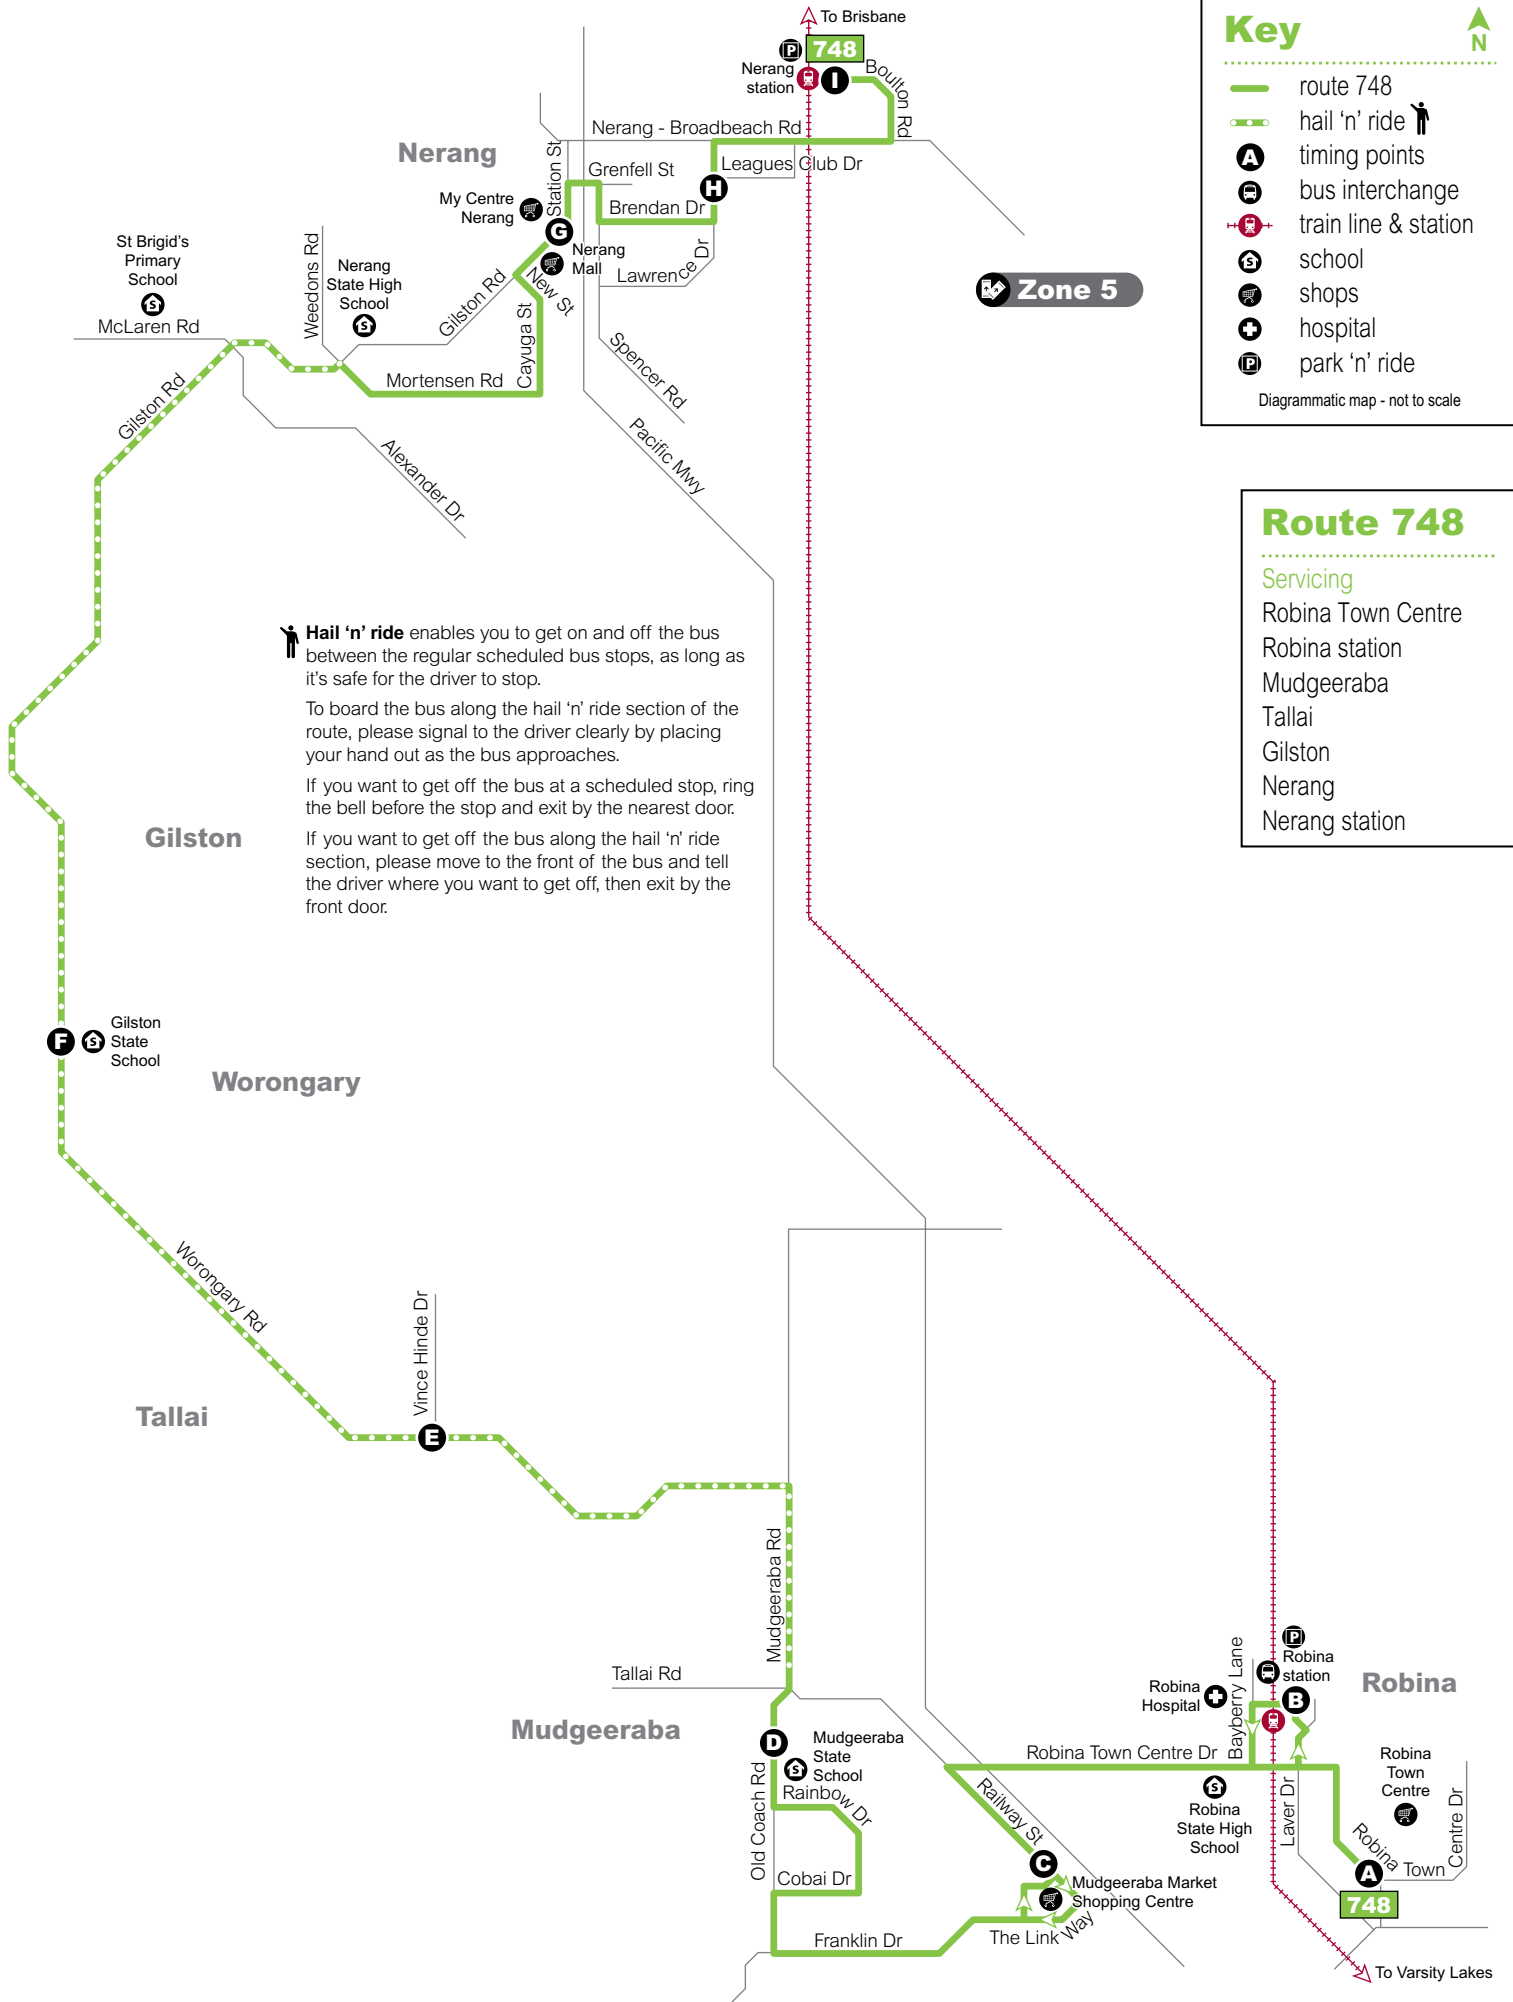 To Brisbane
748
Nerang
station
I
Boulton Rd
Nerang - Broadbeach Rd
Leagues Club Dr
Nerang
Station St
Grenfell St
H
My Centre
Nerang
Brendan Dr
G
Nerang
Mall
Lawrence Dr
New St
St Brigid's
Primary
School
Weedons Rd
Nerang
State High
School
Gilston Rd
McLaren Rd
Cayuga St
Spencer Rd
Mortensen Rd
Gilston Rd
Alexander Dr
Pacific Mwy
Zone 5
Key
N
route 748
hail ‘n’ ride
A timing points
bus interchange
train line & station
school
shops
hospital
P park ‘n’ ride
Diagrammatic map - not to scale
Route 748
Servicing
Robina Town Centre
Robina station
Mudgeeraba
Tallai
Gilston
Nerang
Nerang station
Hail ‘n’ ride enables you to get on and off the bus
between the regular scheduled bus stops, as long as
it's safe for the driver to stop.
To board the bus along the hail ‘n’ ride section of the
route, please signal to the driver clearly by placing
your hand out as the bus approaches.
If you want to get off the bus at a scheduled stop, ring
the bell before the stop and exit by the nearest door.
If you want to get off the bus along the hail ‘n’ ride
section, please move to the front of the bus and tell
the driver where you want to get off, then exit by the
front door.
Gilston
F
Gilston
State
School
Worongary
Worongary Rd
Vince Hinde Dr
Tallai
E
Mudgeeraba Rd
Tallai Rd
Mudgeeraba
D
Mudgeeraba
State
School
Old Coach Rd
Rainbow Dr
Cobai Dr
Franklin Dr
Railway St
C
Mudgeeraba Market
Shopping Centre
The Link Way
Robina Town Centre Dr
Bayberry Lane
P
Robina
station
B
Robina
Hospital
Robina
Robina
State High
School
Laver Dr
Robina
Town
Centre
Robina Town Centre Dr
A
748
To Varsity Lakes